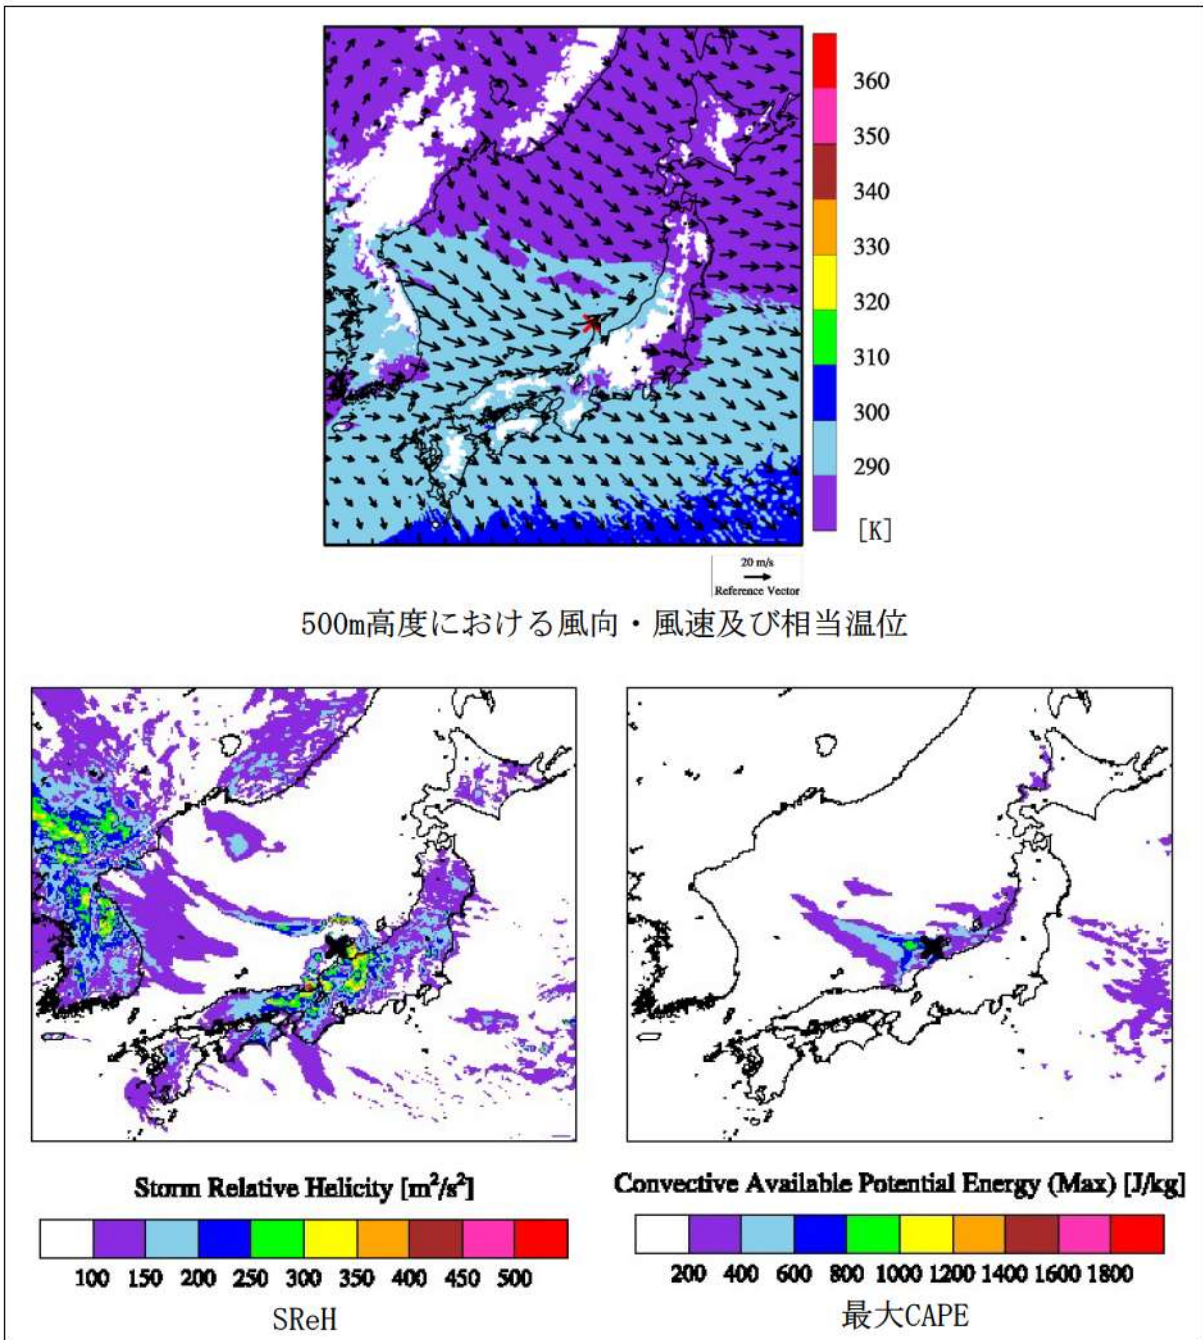 360
350
340
330
320
310
300
290
[K]
20 m/s
Reference Vector
500m高度における風向・風速及び相当温位
Storm Relative Helicity [m²/s²]
100 150 200 250 300 350 400 450 500
SReH
Convective Available Potential Energy (Max) [J/kg]
200 400 600 800 1000 1200 1400 1600 1800
最大CAPE